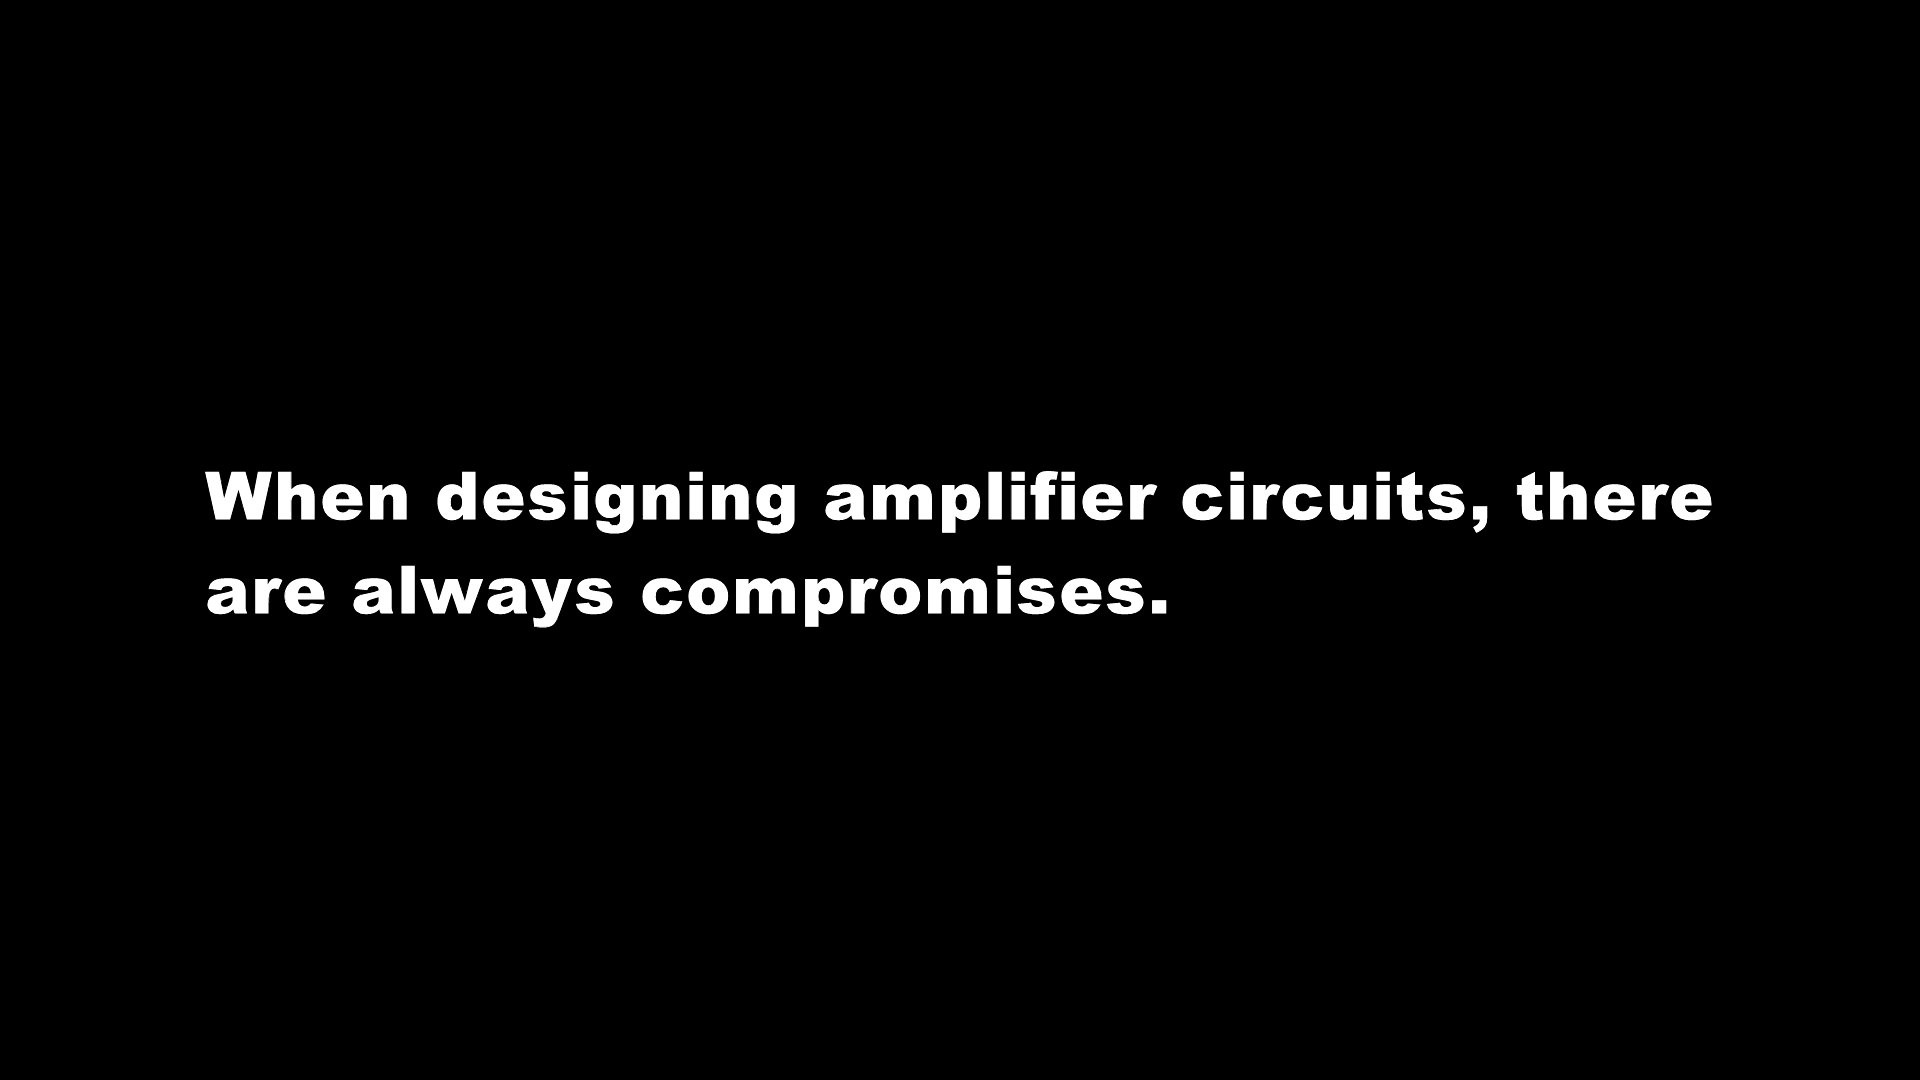 When designing amplifier circuits, there
are always compromises.